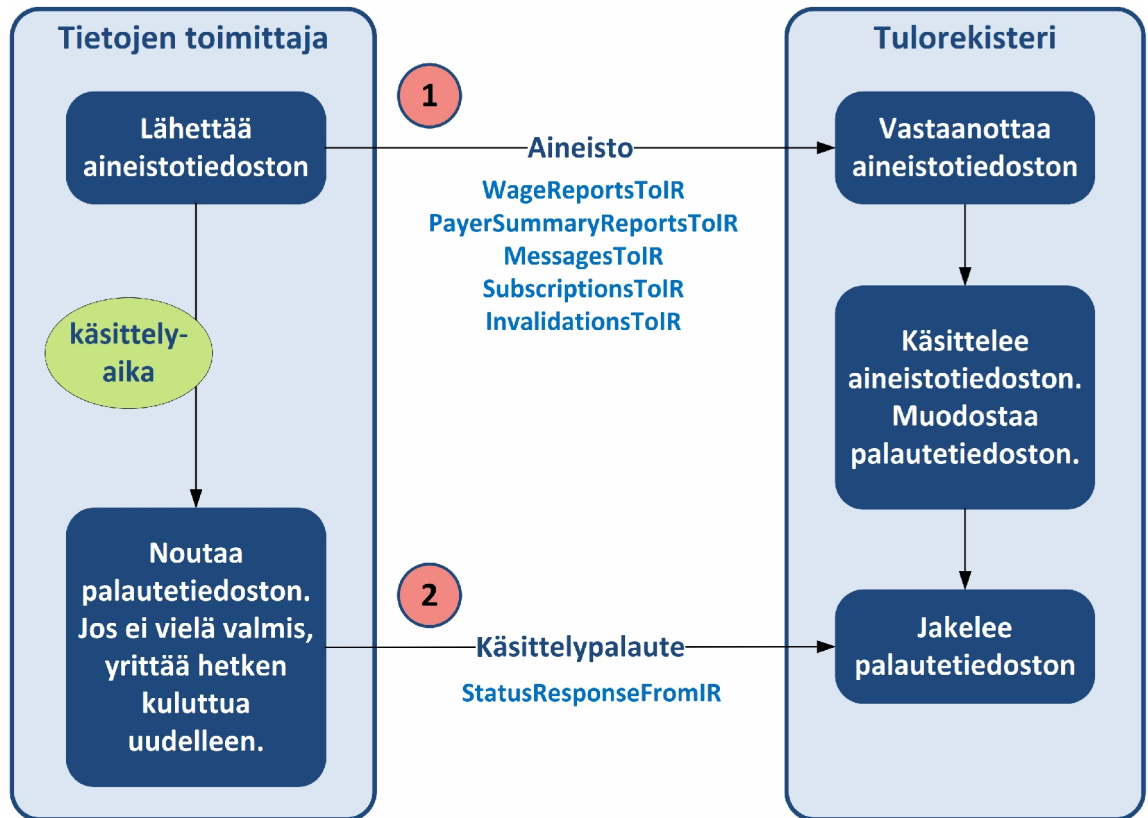 Tietojen toimittaja
Tulorekisteri
Lähettää
aineistotiedoston
1
Aineisto
WageReportsToIR
PayerSummaryReportsToIR
MessagesToIR
SubscriptionsToIR
InvalidationsToIR
Vastaanottaa
aineistotiedoston
käsittely-
aika
Käsittelee
aineistotiedoston.
Muodostaa
palautetiedoston.
Noutaa
palautetiedoston.
Jos ei vielä valmis,
yrittää hetken
kuluttua
uudelleen.
2
Käsittelypalaute
StatusResponseFromIR
Jakelee
palautetiedoston